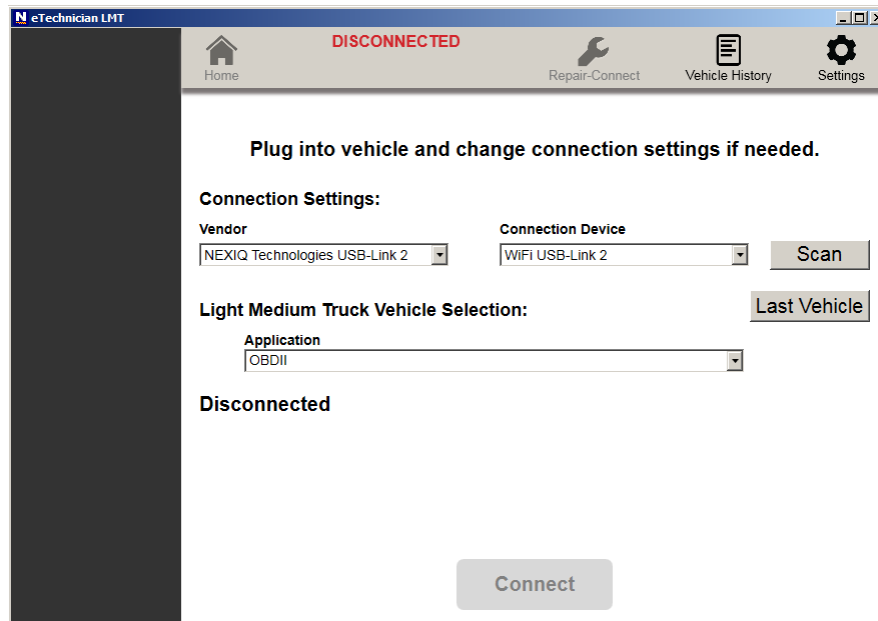 eTechnician LMT
DISCONNECTED
Home
Repair-Connect
Vehicle History
Settings
Plug into vehicle and change connection settings if needed.
Connection Settings:
Vendor
Connection Device
NEXIQ Technologies USB-Link 2
WiFi USB-Link 2
Scan
Last Vehicle
Light Medium Truck Vehicle Selection:
Application
OBDII
Disconnected
Connect